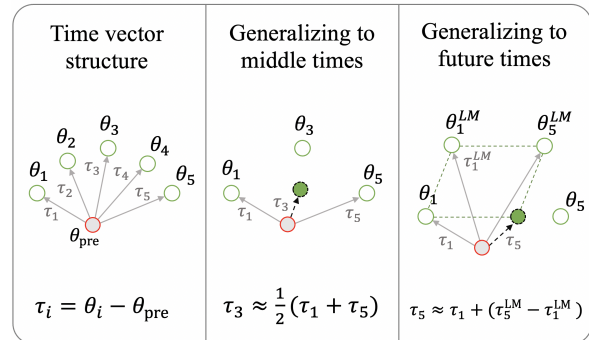 Time vector
structure
θ₁
θ₂
θ₃
θ₄
θ₅
τ₁
τ₂
τ₃
τ₄
τ₅
θ_pre
τᵢ = θᵢ − θ_pre
Generalizing to
middle times
θ₃
θ₁
θ₅
τ₁
τ₃
τ₅
τ₃ ≈ ½(τ₁ + τ₅)
Generalizing to
future times
θ₁^LM
θ₅^LM
τ₁^LM
θ₁
θ₅
τ₁
τ₅
τ₅ ≈ τ₁ + (τ₅^LM − τ₁^LM)